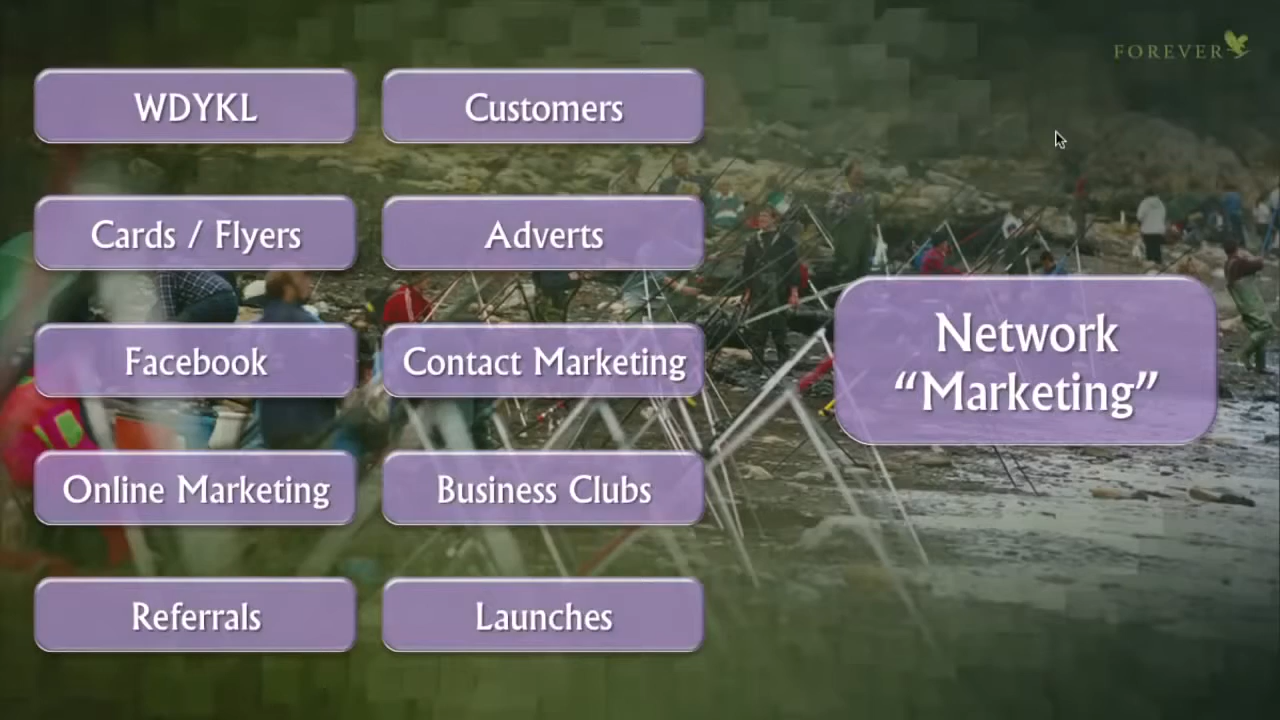 FOREVER
WDYKL
Customers
Cards / Flyers
Adverts
Facebook
Contact Marketing
Network
“Marketing”
Online Marketing
Business Clubs
Referrals
Launches